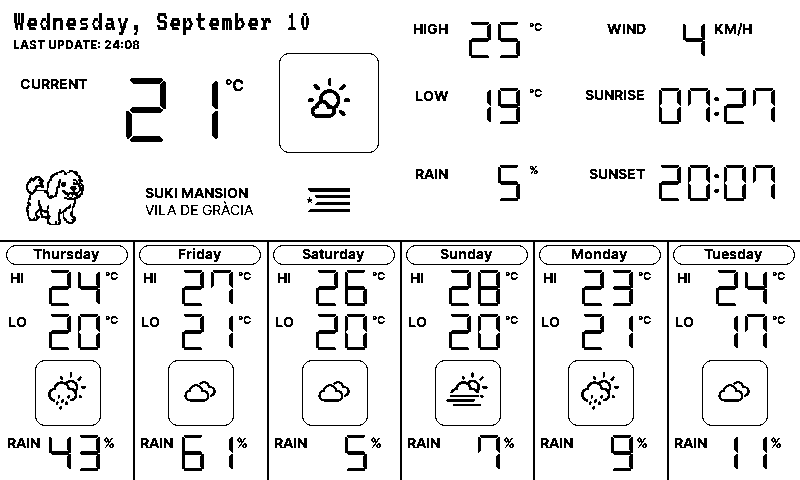 Wednesday, September 10
LAST UPDATE: 24:08
CURRENT 21 °C
HIGH 25 °C
WIND 4 KM/H
LOW 19 °C
SUNRISE 07:27
RAIN 5 %
SUNSET 20:07
SUKI MANSION
VILA DE GRÀCIA
Thursday
HI 24 °C
LO 20 °C
RAIN 43 %
Friday
HI 27 °C
LO 21 °C
RAIN 61 %
Saturday
HI 26 °C
LO 20 °C
RAIN 5 %
Sunday
HI 28 °C
LO 20 °C
RAIN 7 %
Monday
HI 23 °C
LO 21 °C
RAIN 9 %
Tuesday
HI 24 °C
LO 17 °C
RAIN 11 %